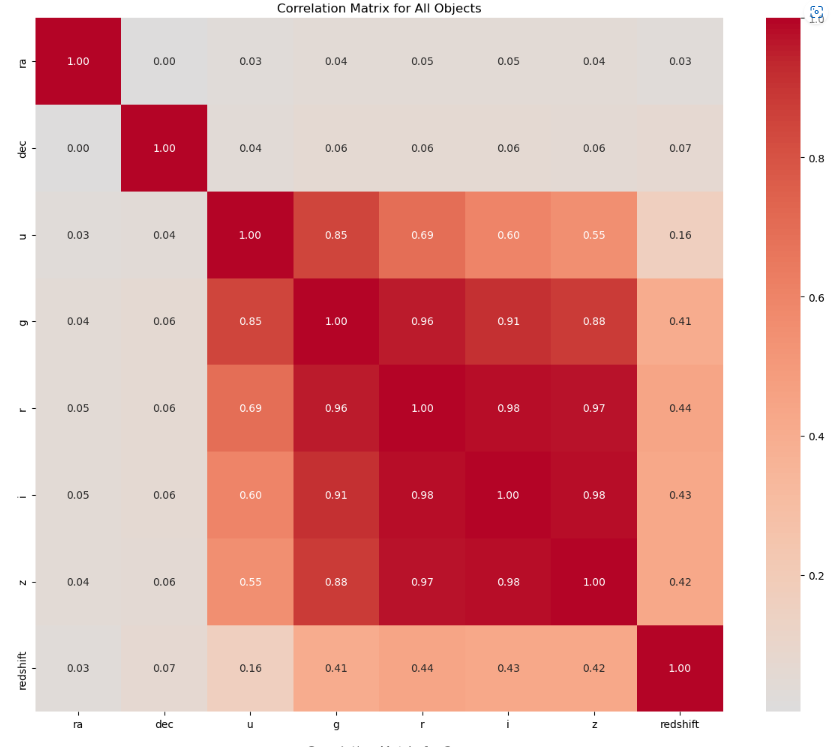 Correlation Matrix for All Objects
1.0
ra 1.00 0.00 0.03 0.04 0.05 0.05 0.04 0.03
dec 0.00 1.00 0.04 0.06 0.06 0.06 0.06 0.07
0.8
u 0.03 0.04 1.00 0.85 0.69 0.60 0.55 0.16
0.6
g 0.04 0.06 0.85 1.00 0.96 0.91 0.88 0.41
r 0.05 0.06 0.69 0.96 1.00 0.98 0.97 0.44
0.4
i 0.05 0.06 0.60 0.91 0.98 1.00 0.98 0.43
z 0.04 0.06 0.55 0.88 0.97 0.98 1.00 0.42
0.2
redshift 0.03 0.07 0.16 0.41 0.44 0.43 0.42 1.00
ra dec u g r i z redshift